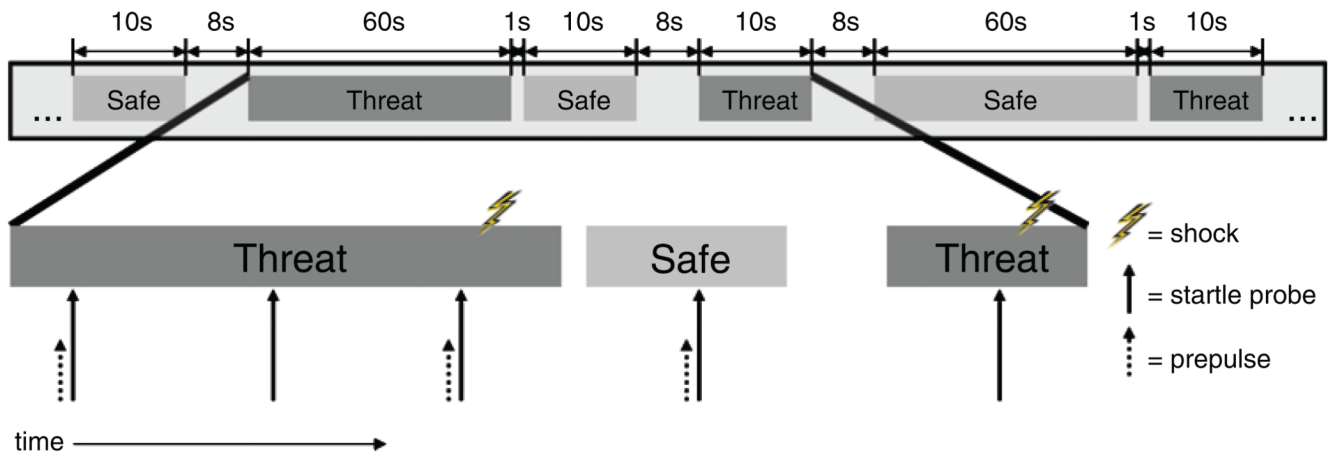 10s 8s 60s 1s 10s 8s 10s 8s 60s 1s 10s
... Safe Threat Safe Threat Safe Threat ...
Threat Safe Threat
= shock
= startle probe
= prepulse
time